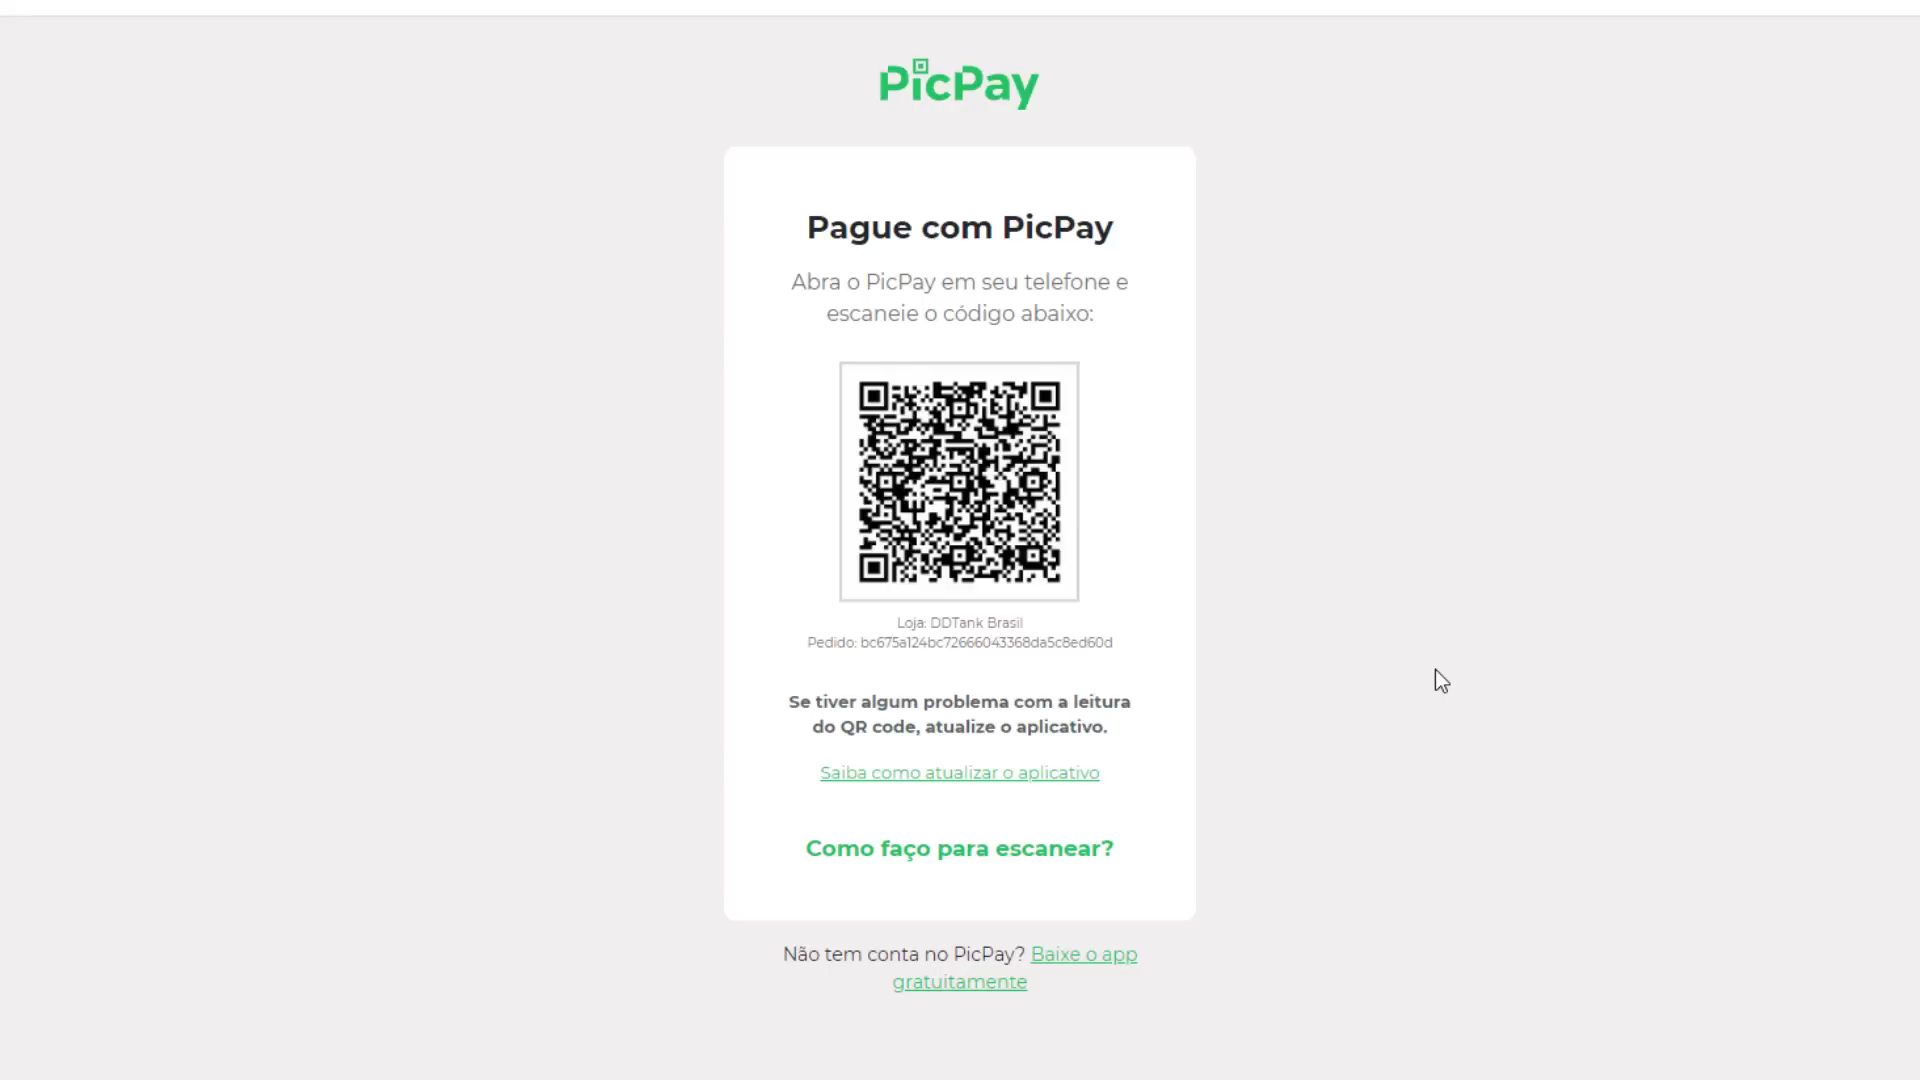 PicPay
Pague com PicPay
Abra o PicPay em seu telefone e
escaneie o código abaixo:
Loja: DDTank Brasil
Pedido: bc675a124bc72666043368da5c8ed60d
Se tiver algum problema com a leitura
do QR code, atualize o aplicativo.
Saiba como atualizar o aplicativo
Como faço para escanear?
Não tem conta no PicPay? Baixe o app
gratuitamente